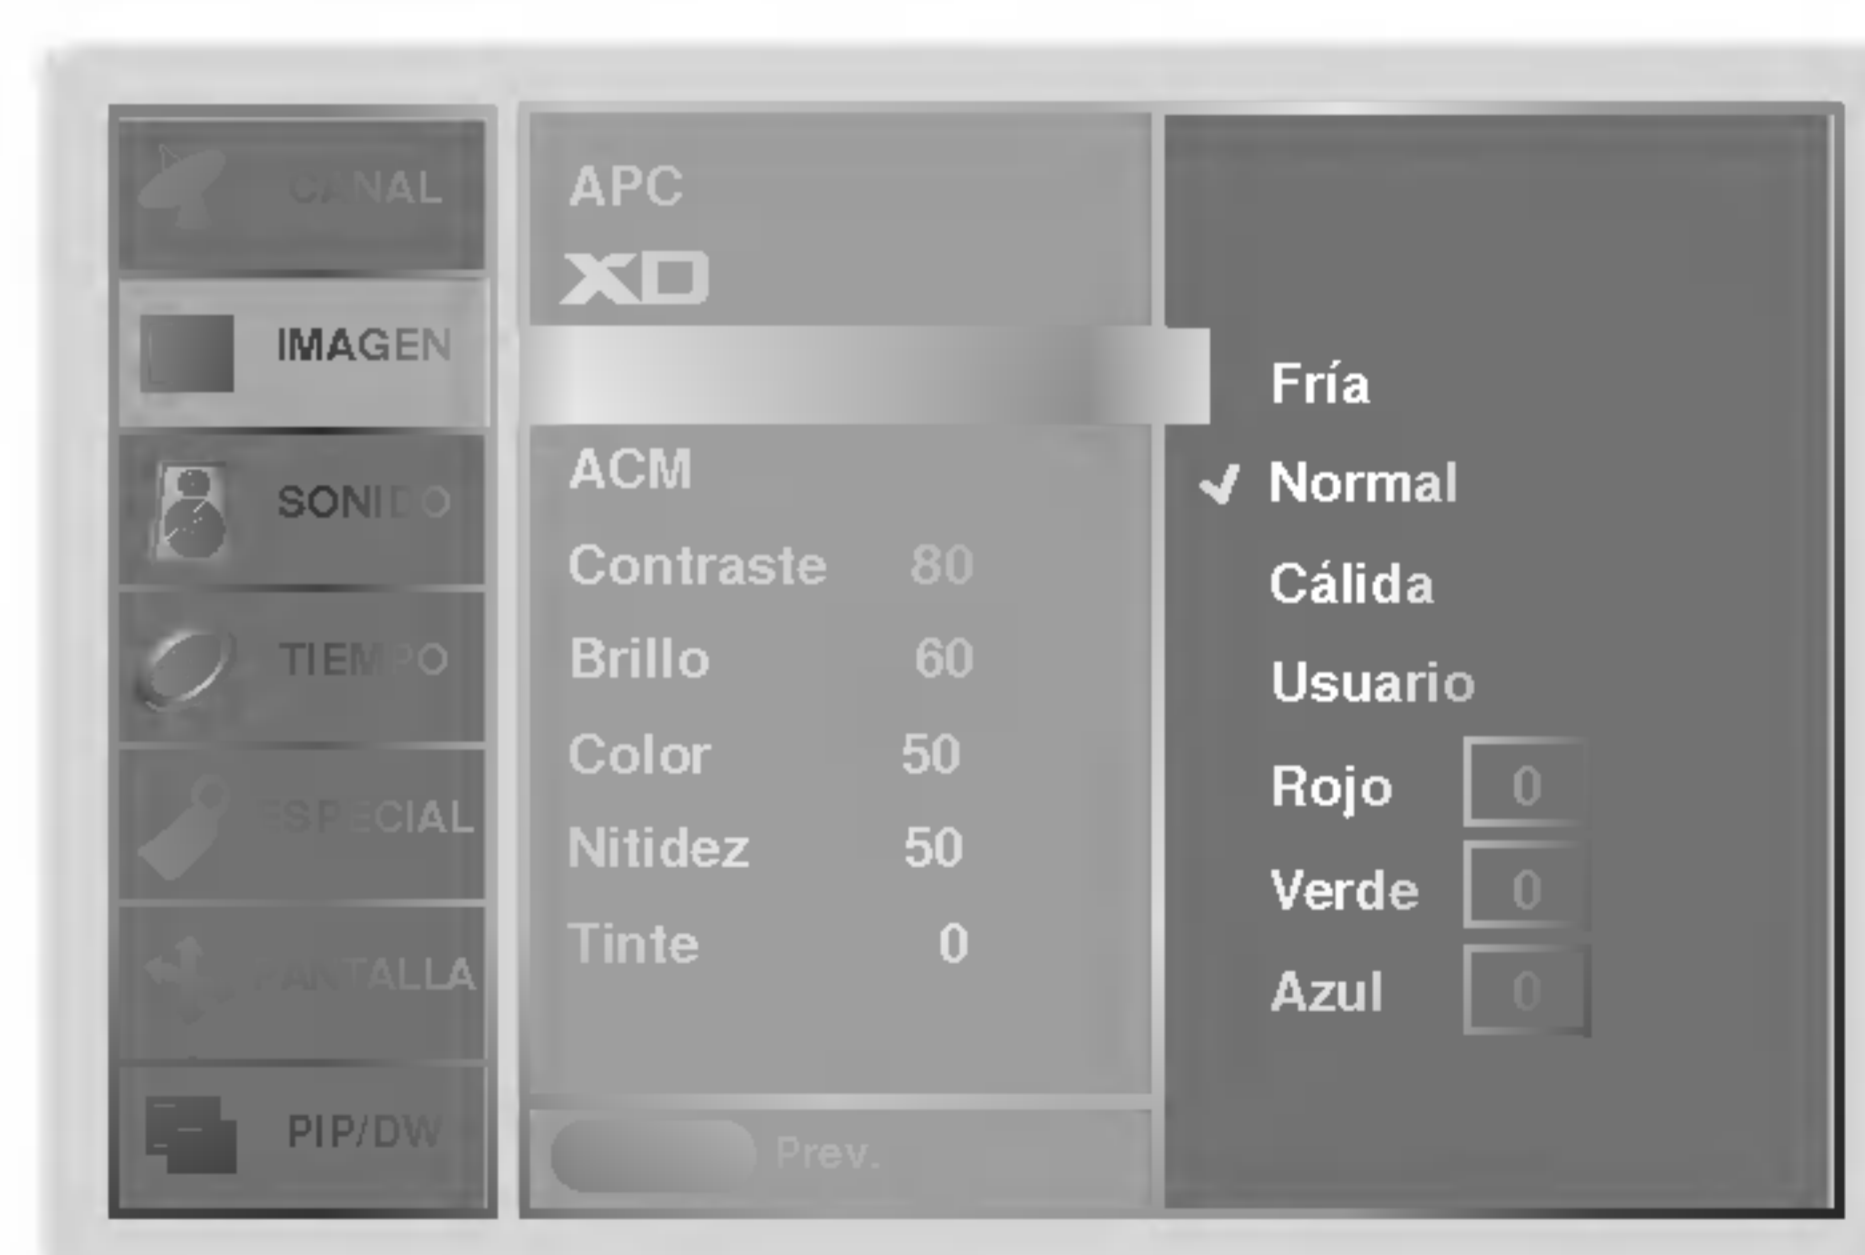 CANAL
IMAGEN
SONIDO
TIEMPO
ESPECIAL
PANTALLA
PIP/DW
APC
XD
ACM
Contraste 80
Brillo 60
Color 50
Nitidez 50
Tinte 0
Prev.
Fría
Normal
Cálida
Usuario
Rojo 0
Verde 0
Azul 0